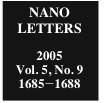 NANO
LETTERS
2005
Vol. 5, No. 9
1685−1688